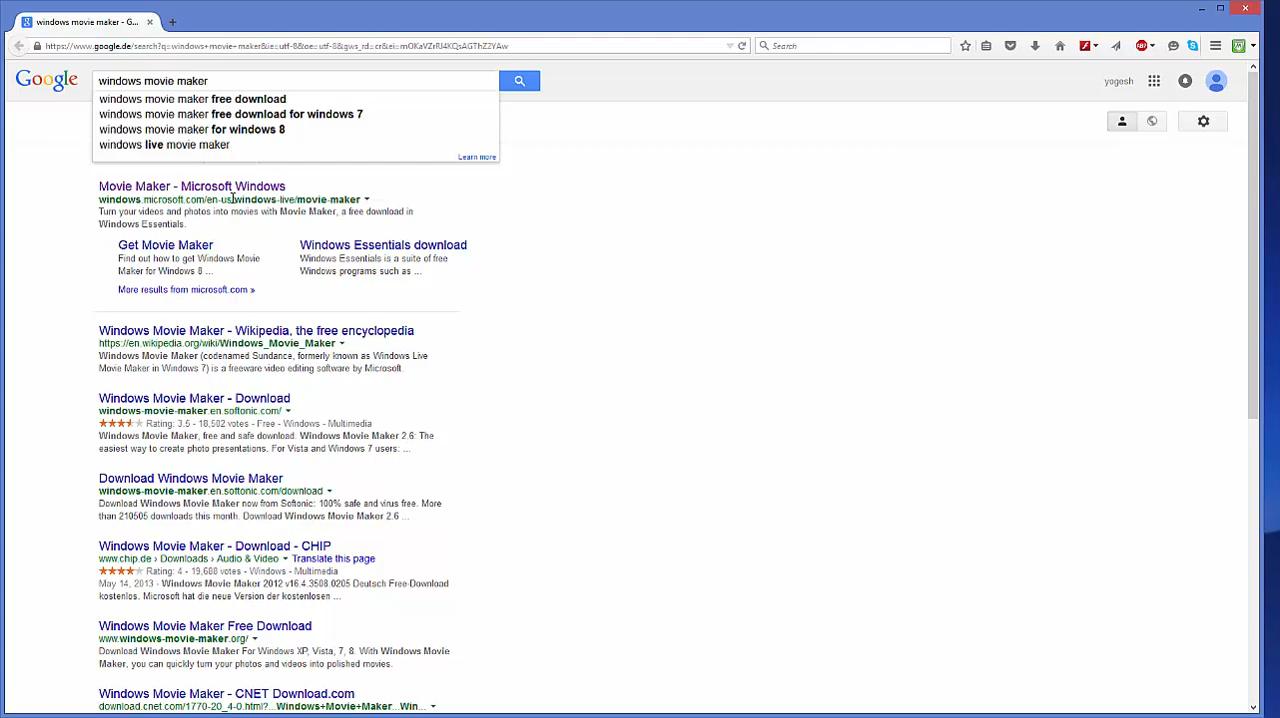 windows movie maker - G...
https://www.google.de/search?q=windows+movie+maker&ie=utf-8&oe=utf-8&gws_rd=cr&ei=
Search
Google
windows movie maker
yogesh
windows movie maker free download
windows movie maker free download for windows 7
windows movie maker for windows 8
windows live movie maker
Learn more
Movie Maker - Microsoft Windows
windows.microsoft.com/en-us/windows-live/movie-maker
Turn your videos and photos into movies with Movie Maker, a free download in
Windows Essentials.
Get Movie Maker
Find out how to get Windows Movie
Maker for Windows 8 ...
Windows Essentials download
Windows Essentials is a suite of free
Windows programs such as ...
More results from microsoft.com »
Windows Movie Maker - Wikipedia, the free encyclopedia
https://en.wikipedia.org/wiki/Windows_Movie_Maker
Windows Movie Maker (codenamed Sundance, formerly known as Windows Live
Movie Maker in Windows 7) is a freeware video editing software by Microsoft.
Windows Movie Maker - Download
windows-movie-maker.en.softonic.com/
Rating: 3.5 - 18,502 votes - Free - Windows - Multimedia
Windows Movie Maker, free and safe download. Windows Movie Maker 2.6: The
easiest way to create photo presentations. For Vista and Windows 7 users: ...
Download Windows Movie Maker
windows-movie-maker.en.softonic.com/download
Download Windows Movie Maker now from Softonic: 100% safe and virus free. More
than 210505 downloads this month. Download Windows Movie Maker 2.6 ...
Windows Movie Maker - Download - CHIP
www.chip.de › Downloads › Audio & Video Translate this page
Rating: 4 - 19,688 votes - Windows - Multimedia
May 14, 2013 - Windows Movie Maker 2012 v16.4.3508.0205 Deutsch Free-Download
kostenlos. Microsoft hat die neue Version der kostenlosen ...
Windows Movie Maker Free Download
www.windows-movie-maker.org/
Download Windows Movie Maker For Windows XP, Vista, 7, 8. With Windows Movie
Maker, you can quickly turn your photos and videos into polished movies.
Windows Movie Maker - CNET Download.com
download.cnet.com/1770-20_4-0.html?...Windows+Movie+Maker...Win...